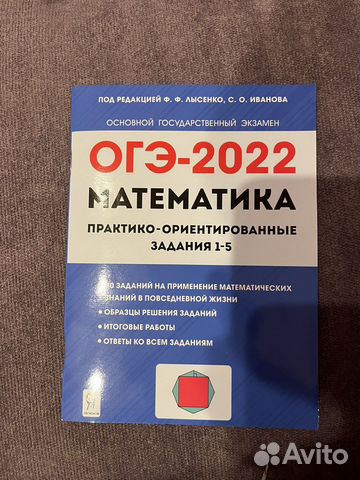 ПОД РЕДАКЦИЕЙ Ф. Ф. ЛЫСЕНКО, С. О. ИВАНОВА
ОСНОВНОЙ ГОСУДАРСТВЕННЫЙ ЭКЗАМЕН
ОГЭ-2022
МАТЕМАТИКА
ПРАКТИКО-ОРИЕНТИРОВАННЫЕ
ЗАДАНИЯ 1-5
ЗАДАНИЙ НА ПРИМЕНЕНИЕ МАТЕМАТИЧЕСКИХ
ЗНАНИЙ В ПОВСЕДНЕВНОЙ ЖИЗНИ
• ОБРАЗЦЫ РЕШЕНИЯ ЗАДАНИЙ
• ИТОГОВЫЕ РАБОТЫ
• ОТВЕТЫ КО ВСЕМ ЗАДАНИЯМ
Avito